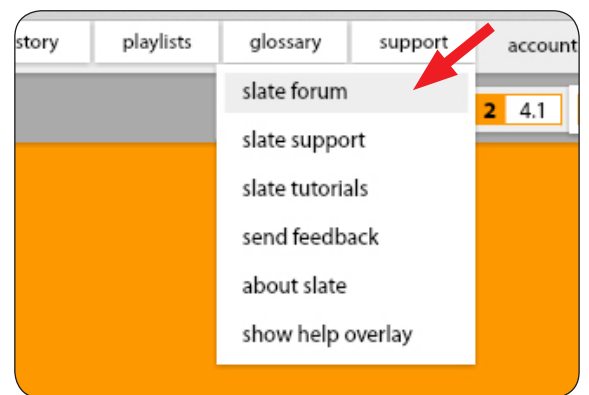 story playlists glossary support account
slate forum
2 4.1
slate support
slate tutorials
send feedback
about slate
show help overlay